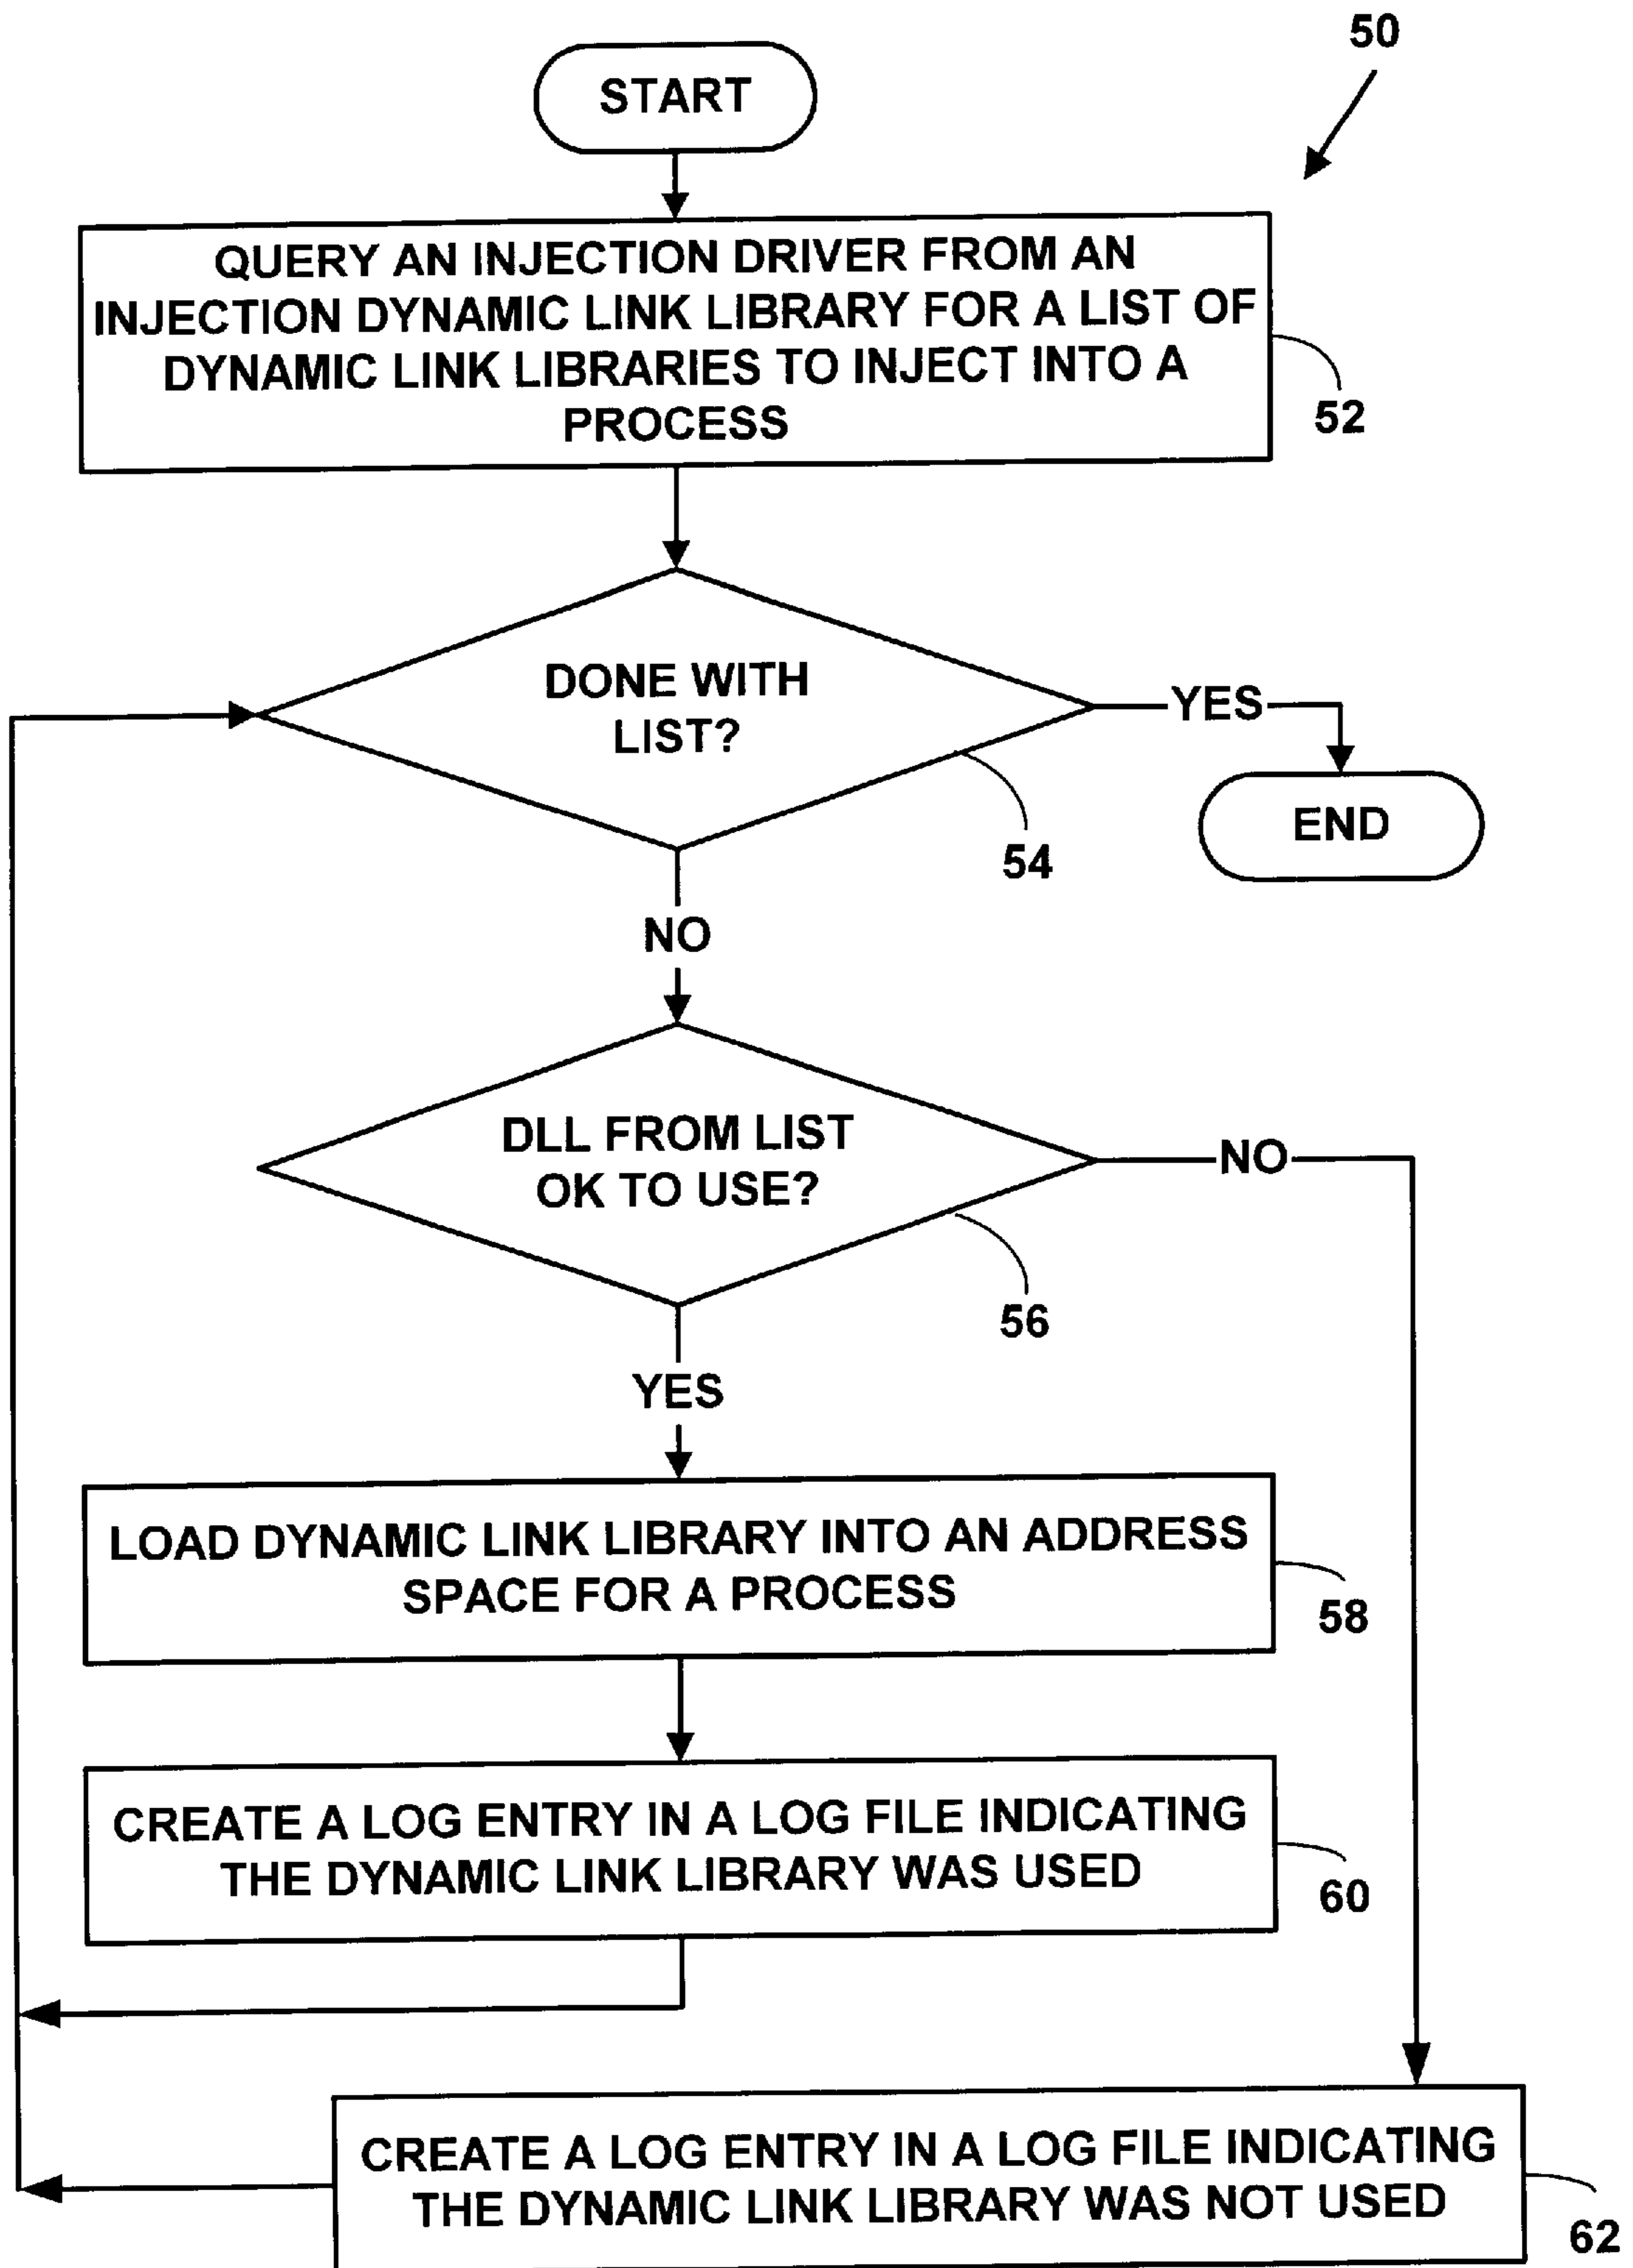 50
START
QUERY AN INJECTION DRIVER FROM AN
INJECTION DYNAMIC LINK LIBRARY FOR A LIST OF
DYNAMIC LINK LIBRARIES TO INJECT INTO A
PROCESS
52
DONE WITH
LIST?
YES
END
54
NO
DLL FROM LIST
OK TO USE?
NO
56
YES
LOAD DYNAMIC LINK LIBRARY INTO AN ADDRESS
SPACE FOR A PROCESS
58
CREATE A LOG ENTRY IN A LOG FILE INDICATING
THE DYNAMIC LINK LIBRARY WAS USED
60
CREATE A LOG ENTRY IN A LOG FILE INDICATING
THE DYNAMIC LINK LIBRARY WAS NOT USED
62